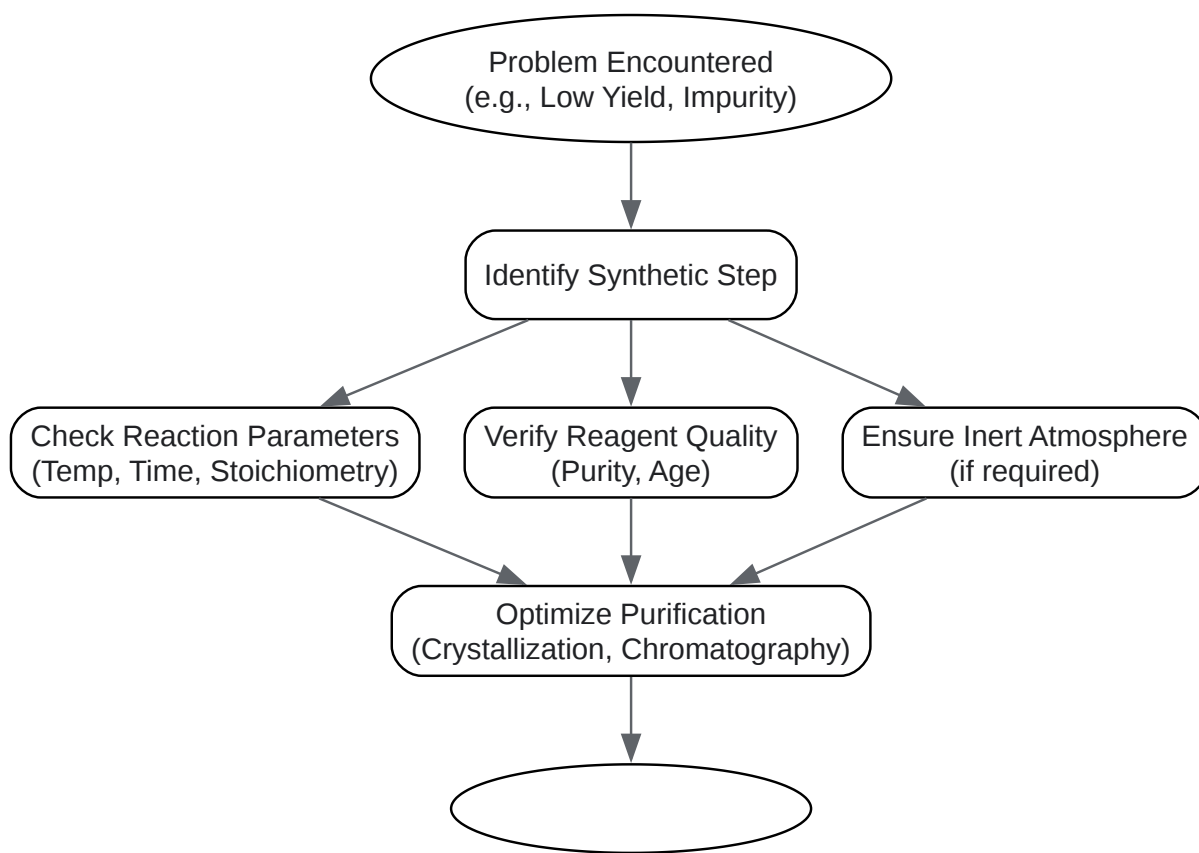 Problem Encountered
(e.g., Low Yield, Impurity)
Identify Synthetic Step
Check Reaction Parameters
(Temp, Time, Stoichiometry)
Verify Reagent Quality
(Purity, Age)
Ensure Inert Atmosphere
(if required)
Optimize Purification
(Crystallization, Chromatography)